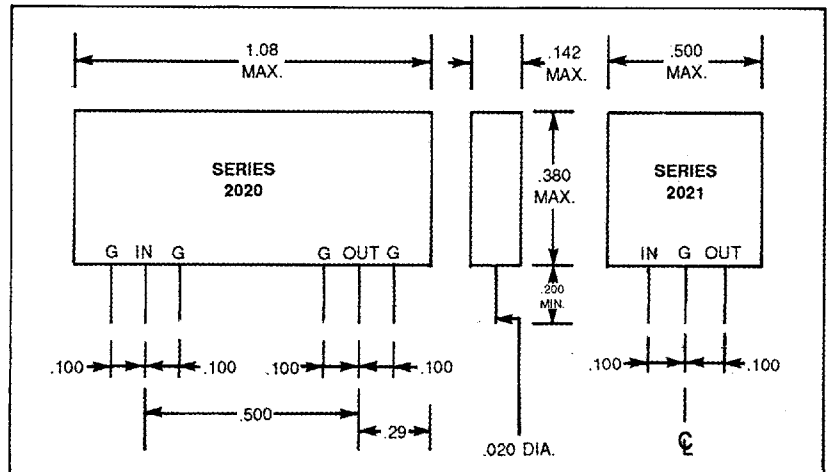 1.08
MAX.
.142
MAX.
.500
MAX.
SERIES
2020
.380
MAX.
SERIES
2021
G IN G
G OUT G
IN G OUT
.200
MIN.
.100
.100
.100
.100
.100
.100
.500
.29
.020 DIA.
℄